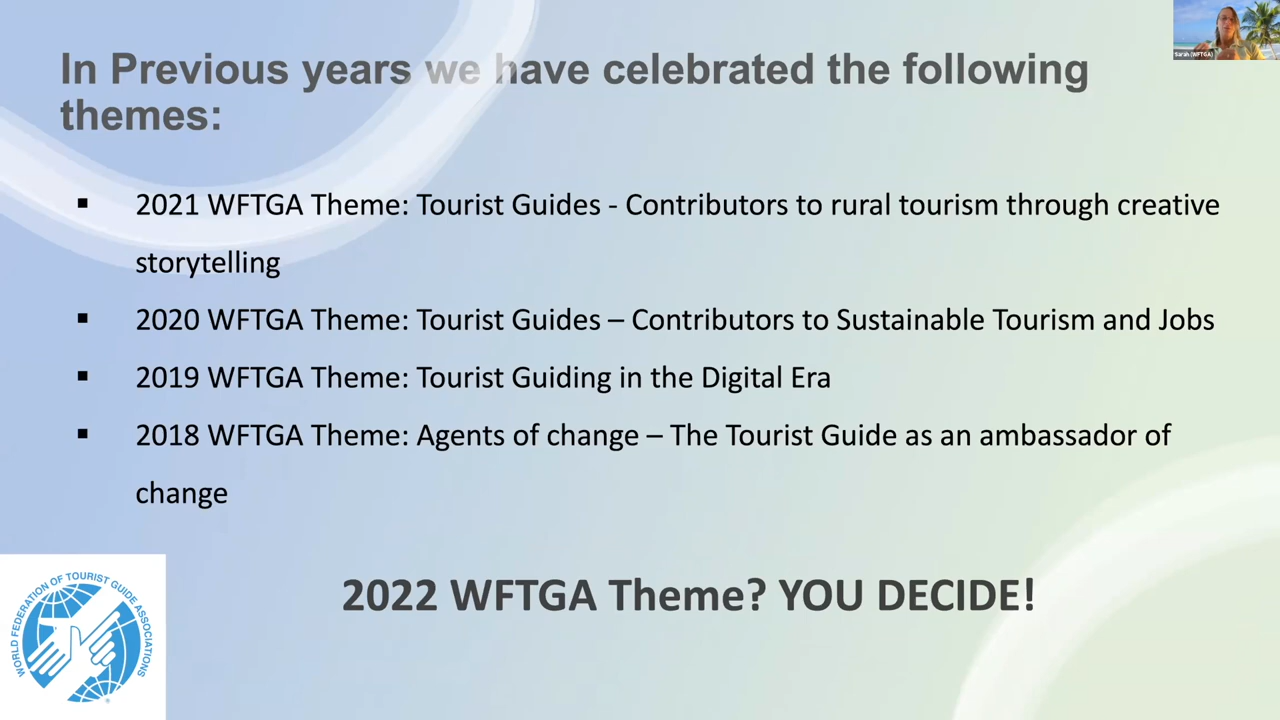 In Previous years we have celebrated the following
themes:
Sarah (WFTGA)
▪ 2021 WFTGA Theme: Tourist Guides - Contributors to rural tourism through creative
storytelling
▪ 2020 WFTGA Theme: Tourist Guides – Contributors to Sustainable Tourism and Jobs
▪ 2019 WFTGA Theme: Tourist Guiding in the Digital Era
▪ 2018 WFTGA Theme: Agents of change – The Tourist Guide as an ambassador of
change
2022 WFTGA Theme? YOU DECIDE!
WORLD FEDERATION OF TOURIST GUIDE ASSOCIATIONS
®